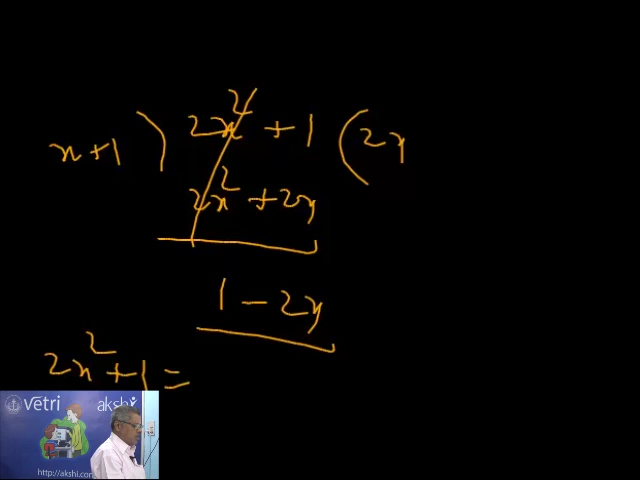 x+1 ) 2x² + 1 ( 2x
2x² + 2x
1 - 2x
2x² + 1 =
Vetri
akshi
http://akshi.com